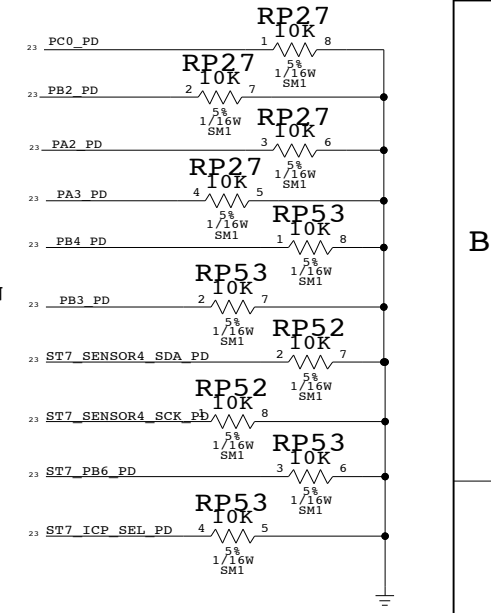 RP27
10K
23 PC0_PD 1 8
5%
1/16W
SM1
RP27
10K
23 PB2_PD 2 7
5%
1/16W
SM1
RP27
10K
23 PA2_PD 3 6
5%
1/16W
SM1
RP27
10K
23 PA3_PD 4 5
5%
1/16W
SM1
RP53
10K
23 PB4_PD 1 8
5%
1/16W
SM1
B
RP53
10K
23 PB3_PD 2 7
5%
1/16W
SM1
RP52
10K
23 ST7_SENSOR4_SDA_PD 2 7
5%
1/16W
SM1
RP52
10K
23 ST7_SENSOR4_SCK_PD 1 8
5%
1/16W
SM1
RP53
10K
23 ST7_PB6_PD 3 6
5%
1/16W
SM1
RP53
10K
23 ST7_ICP_SEL_PD 4 5
5%
1/16W
SM1